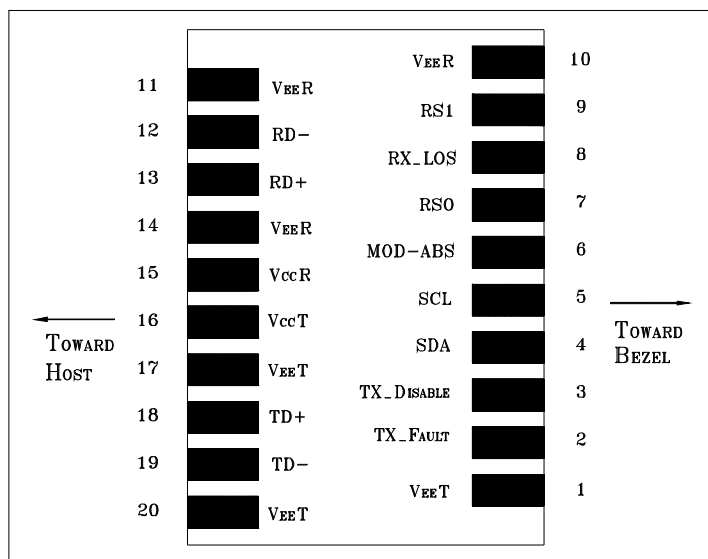 VEER 10
11 VEER
RS1 9
12 RD-
RX_LOS 8
13 RD+
RS0 7
14 VEER
MOD-ABS 6
15 VCCR
SCL 5
16 VCCT
TOWARD
HOST
TOWARD
BEZEL
SDA 4
17 VEET
TX_DISABLE 3
18 TD+
TX_FAULT 2
19 TD-
VEET 1
20 VEET